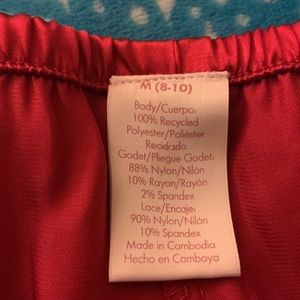 M (8-10)
Body/Cuerpo:
100% Recycled
Polyester/Poliéster
Reciclado
Godet/Pliegue Godet:
88% Nylon/Nilón
10% Rayon/Rayón
2% Spandex
Lace/Encaje:
90% Nylon/Nilón
10% Spandex
Made in Cambodia
Hecho en Camboya